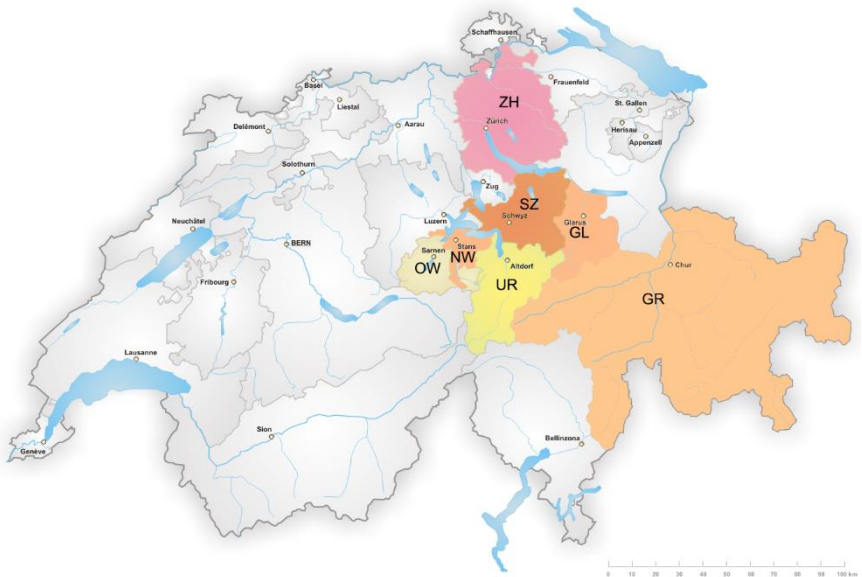 Schaffhausen
Basel
Liestal
Frauenfeld
ZH
St. Gallen
Herisau
Appenzell
Delémont
Aarau
Zürich
Solothurn
Zug
SZ
Schwyz
Luzern
Glarus
GL
Neuchâtel
BERN
Stans
Sarnen
NW
OW
Altdorf
UR
Chur
Fribourg
GR
Lausanne
Sion
Bellinzona
Genève
0 10 20 30 40 50 60 70 80 90 100 km